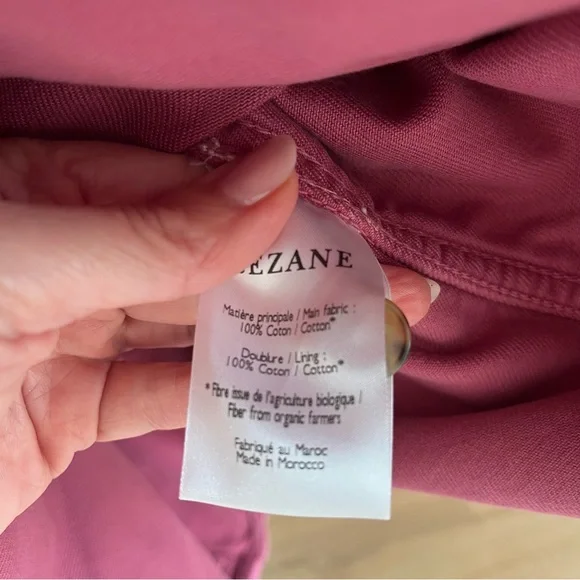 EZANE
Matière principale / Main fabric :
100% Coton / Cotton*
Doublure / Lining :
100% Coton / Cotton*
* Fibre issue de l'agriculture biologique /
Fiber from organic farmers
Fabriqué au Maroc
Made in Morocco